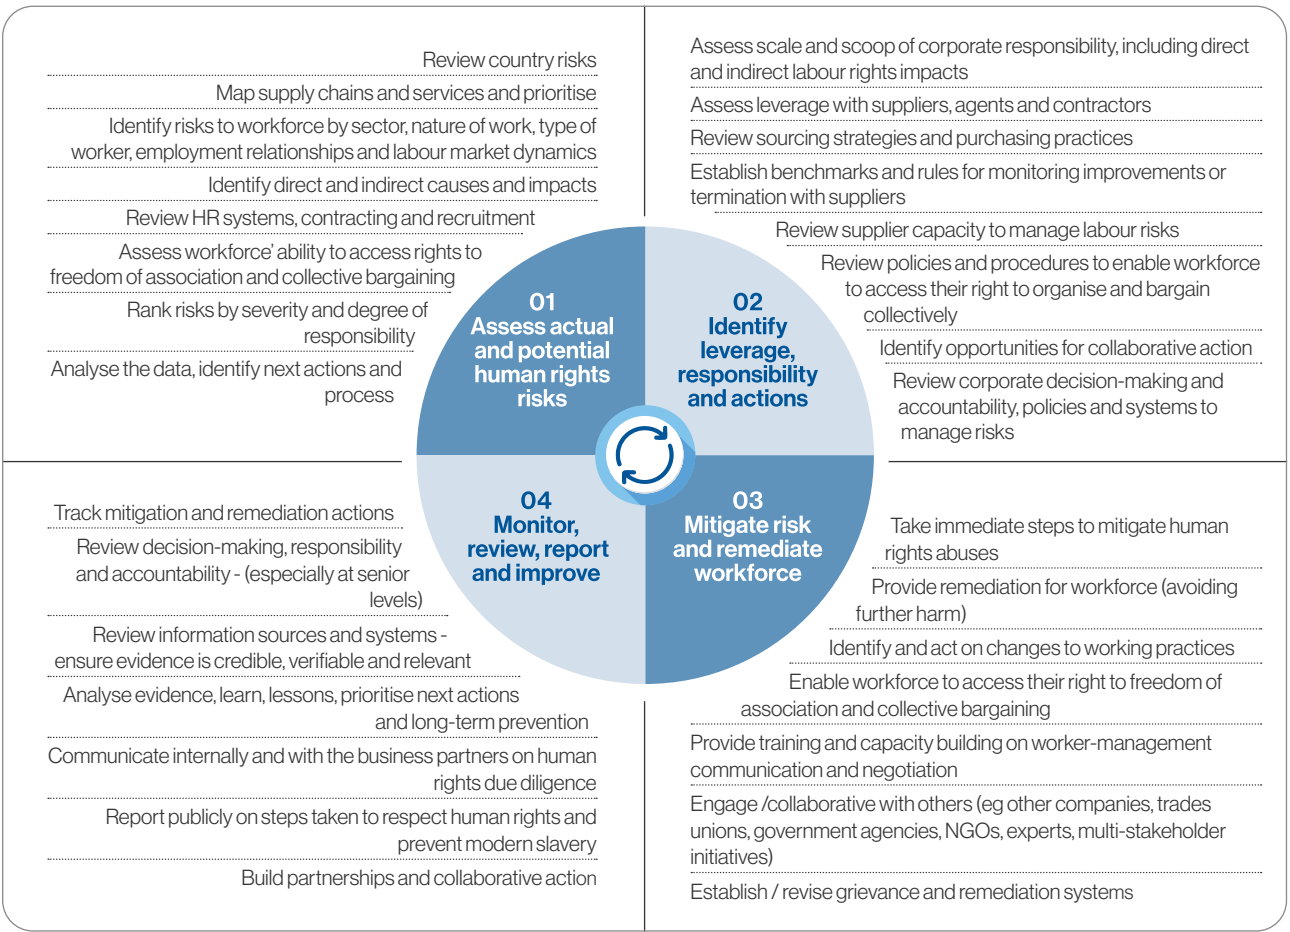 Review country risks
Map supply chains and services and prioritise
Identify risks to workforce by sector, nature of work, type of
worker, employment relationships and labour market dynamics
Identify direct and indirect causes and impacts
Review HR systems, contracting and recruitment
Assess workforce' ability to access rights to
freedom of association and collective bargaining
Rank risks by severity and degree of
responsibility
Analyse the data, identify next actions and
process
01
Assess actual
and potential
human rights
risks
Assess scale and scoop of corporate responsibility, including direct
and indirect labour rights impacts
Assess leverage with suppliers, agents and contractors
Review sourcing strategies and purchasing practices
Establish benchmarks and rules for monitoring improvements or
termination with suppliers
Review supplier capacity to manage labour risks
Review policies and procedures to enable workforce
to access their right to organise and bargain
collectively
Identify opportunities for collaborative action
Review corporate decision-making and
accountability, policies and systems to
manage risks
02
Identify
leverage,
responsibility
and actions
03
Mitigate risk
and remediate
workforce
Take immediate steps to mitigate human
rights abuses
Provide remediation for workforce (avoiding
further harm)
Identify and act on changes to working practices
Enable workforce to access their right to freedom of
association and collective bargaining
Provide training and capacity building on worker-management
communication and negotiation
Engage /collaborative with others (eg other companies, trades
unions, government agencies, NGOs, experts, multi-stakeholder
initiatives)
Establish / revise grievance and remediation systems
04
Monitor,
review, report
and improve
Track mitigation and remediation actions
Review decision-making, responsibility
and accountability - (especially at senior
levels)
Review information sources and systems -
ensure evidence is credible, verifiable and relevant
Analyse evidence, learn, lessons, prioritise next actions
and long-term prevention
Communicate internally and with the business partners on human
rights due diligence
Report publicly on steps taken to respect human rights and
prevent modern slavery
Build partnerships and collaborative action